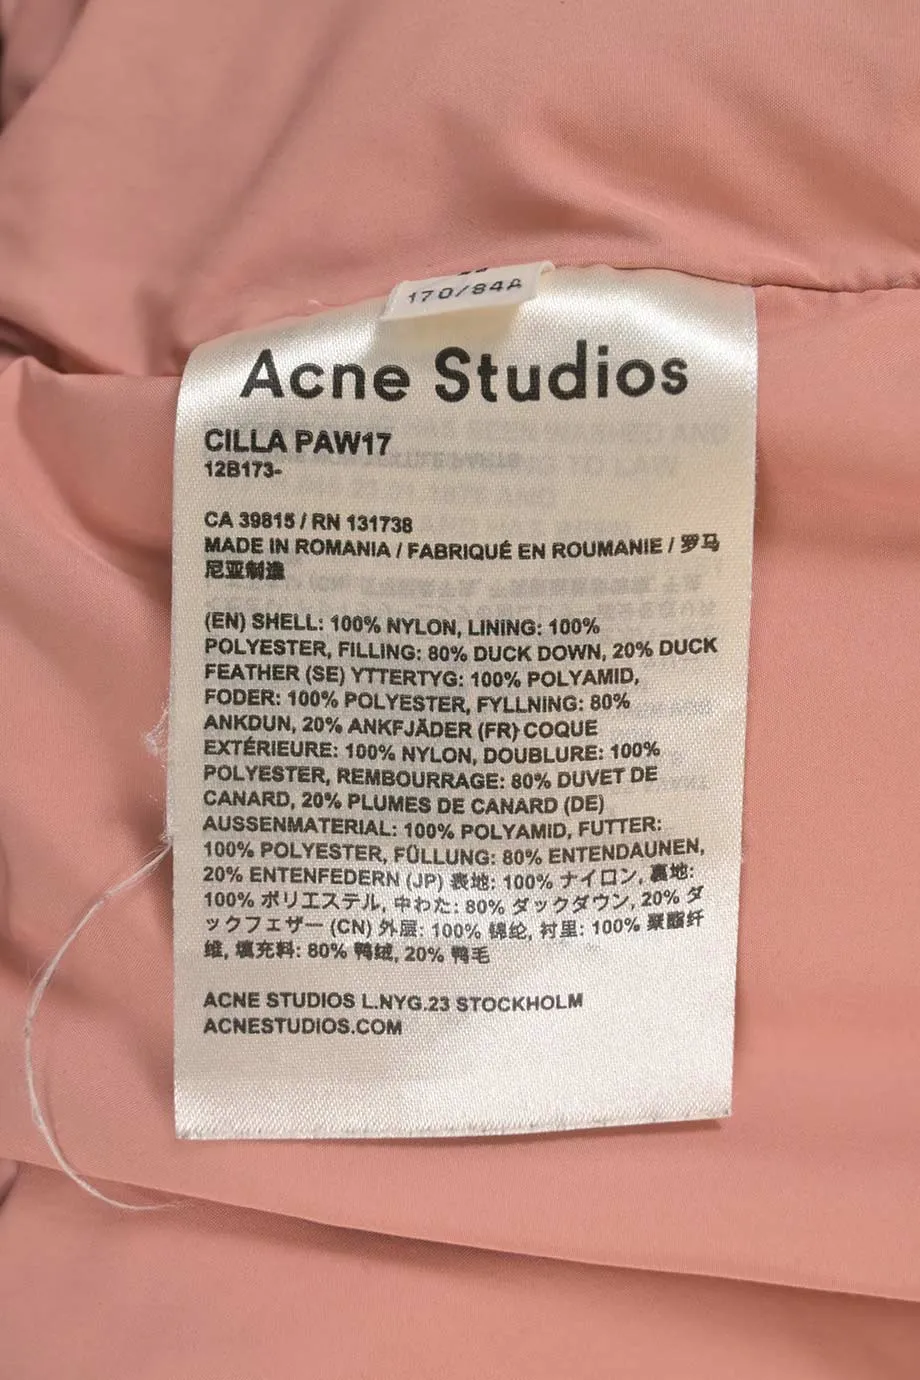 170/84A
Acne Studios
CILLA PAW17
12B173-
CA 39815 / RN 131738
MADE IN ROMANIA / FABRIQUÉ EN ROUMANIE / 罗马
尼亚制造
(EN) SHELL: 100% NYLON, LINING: 100%
POLYESTER, FILLING: 80% DUCK DOWN, 20% DUCK
FEATHER (SE) YTTERTYG: 100% POLYAMID,
FODER: 100% POLYESTER, FYLLNING: 80%
ANKDUN, 20% ANKFJÄDER (FR) COQUE
EXTÉRIEURE: 100% NYLON, DOUBLURE: 100%
POLYESTER, REMBOURRAGE: 80% DUVET DE
CANARD, 20% PLUMES DE CANARD (DE)
AUSSENMATERIAL: 100% POLYAMID, FUTTER:
100% POLYESTER, FÜLLUNG: 80% ENTENDAUNEN,
20% ENTENFEDERN (JP) 表地: 100% ナイロン, 裏地:
100% ポリエステル, 中わた: 80% ダックダウン, 20% ダ
ックフェザー (CN) 外层: 100% 锦纶, 衬里: 100% 聚酯纤
维, 填充料: 80% 鸭绒, 20% 鸭毛
ACNE STUDIOS L.NYG.23 STOCKHOLM
ACNESTUDIOS.COM